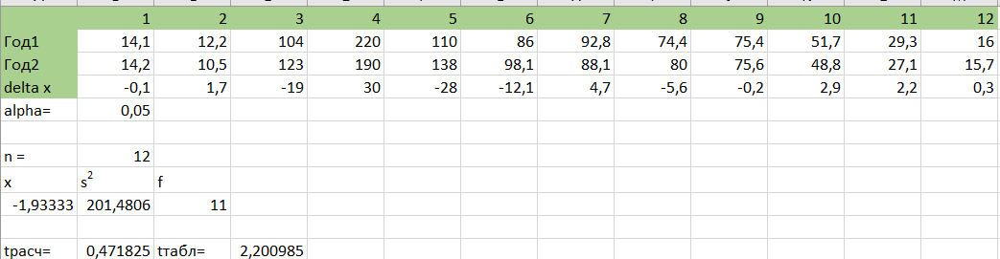 1 2 3 4 5 6 7 8 9 10 11 12
Год1 14,1 12,2 104 220 110 86 92,8 74,4 75,4 51,7 29,3 16
Год2 14,2 10,5 123 190 138 98,1 88,1 80 75,6 48,8 27,1 15,7
delta x -0,1 1,7 -19 30 -28 -12,1 4,7 -5,6 -0,2 2,9 2,2 0,3
alpha= 0,05
n = 12
x s² f
-1,93333 201,4806 11
tрасч= 0,471825 tтабл= 2,200985